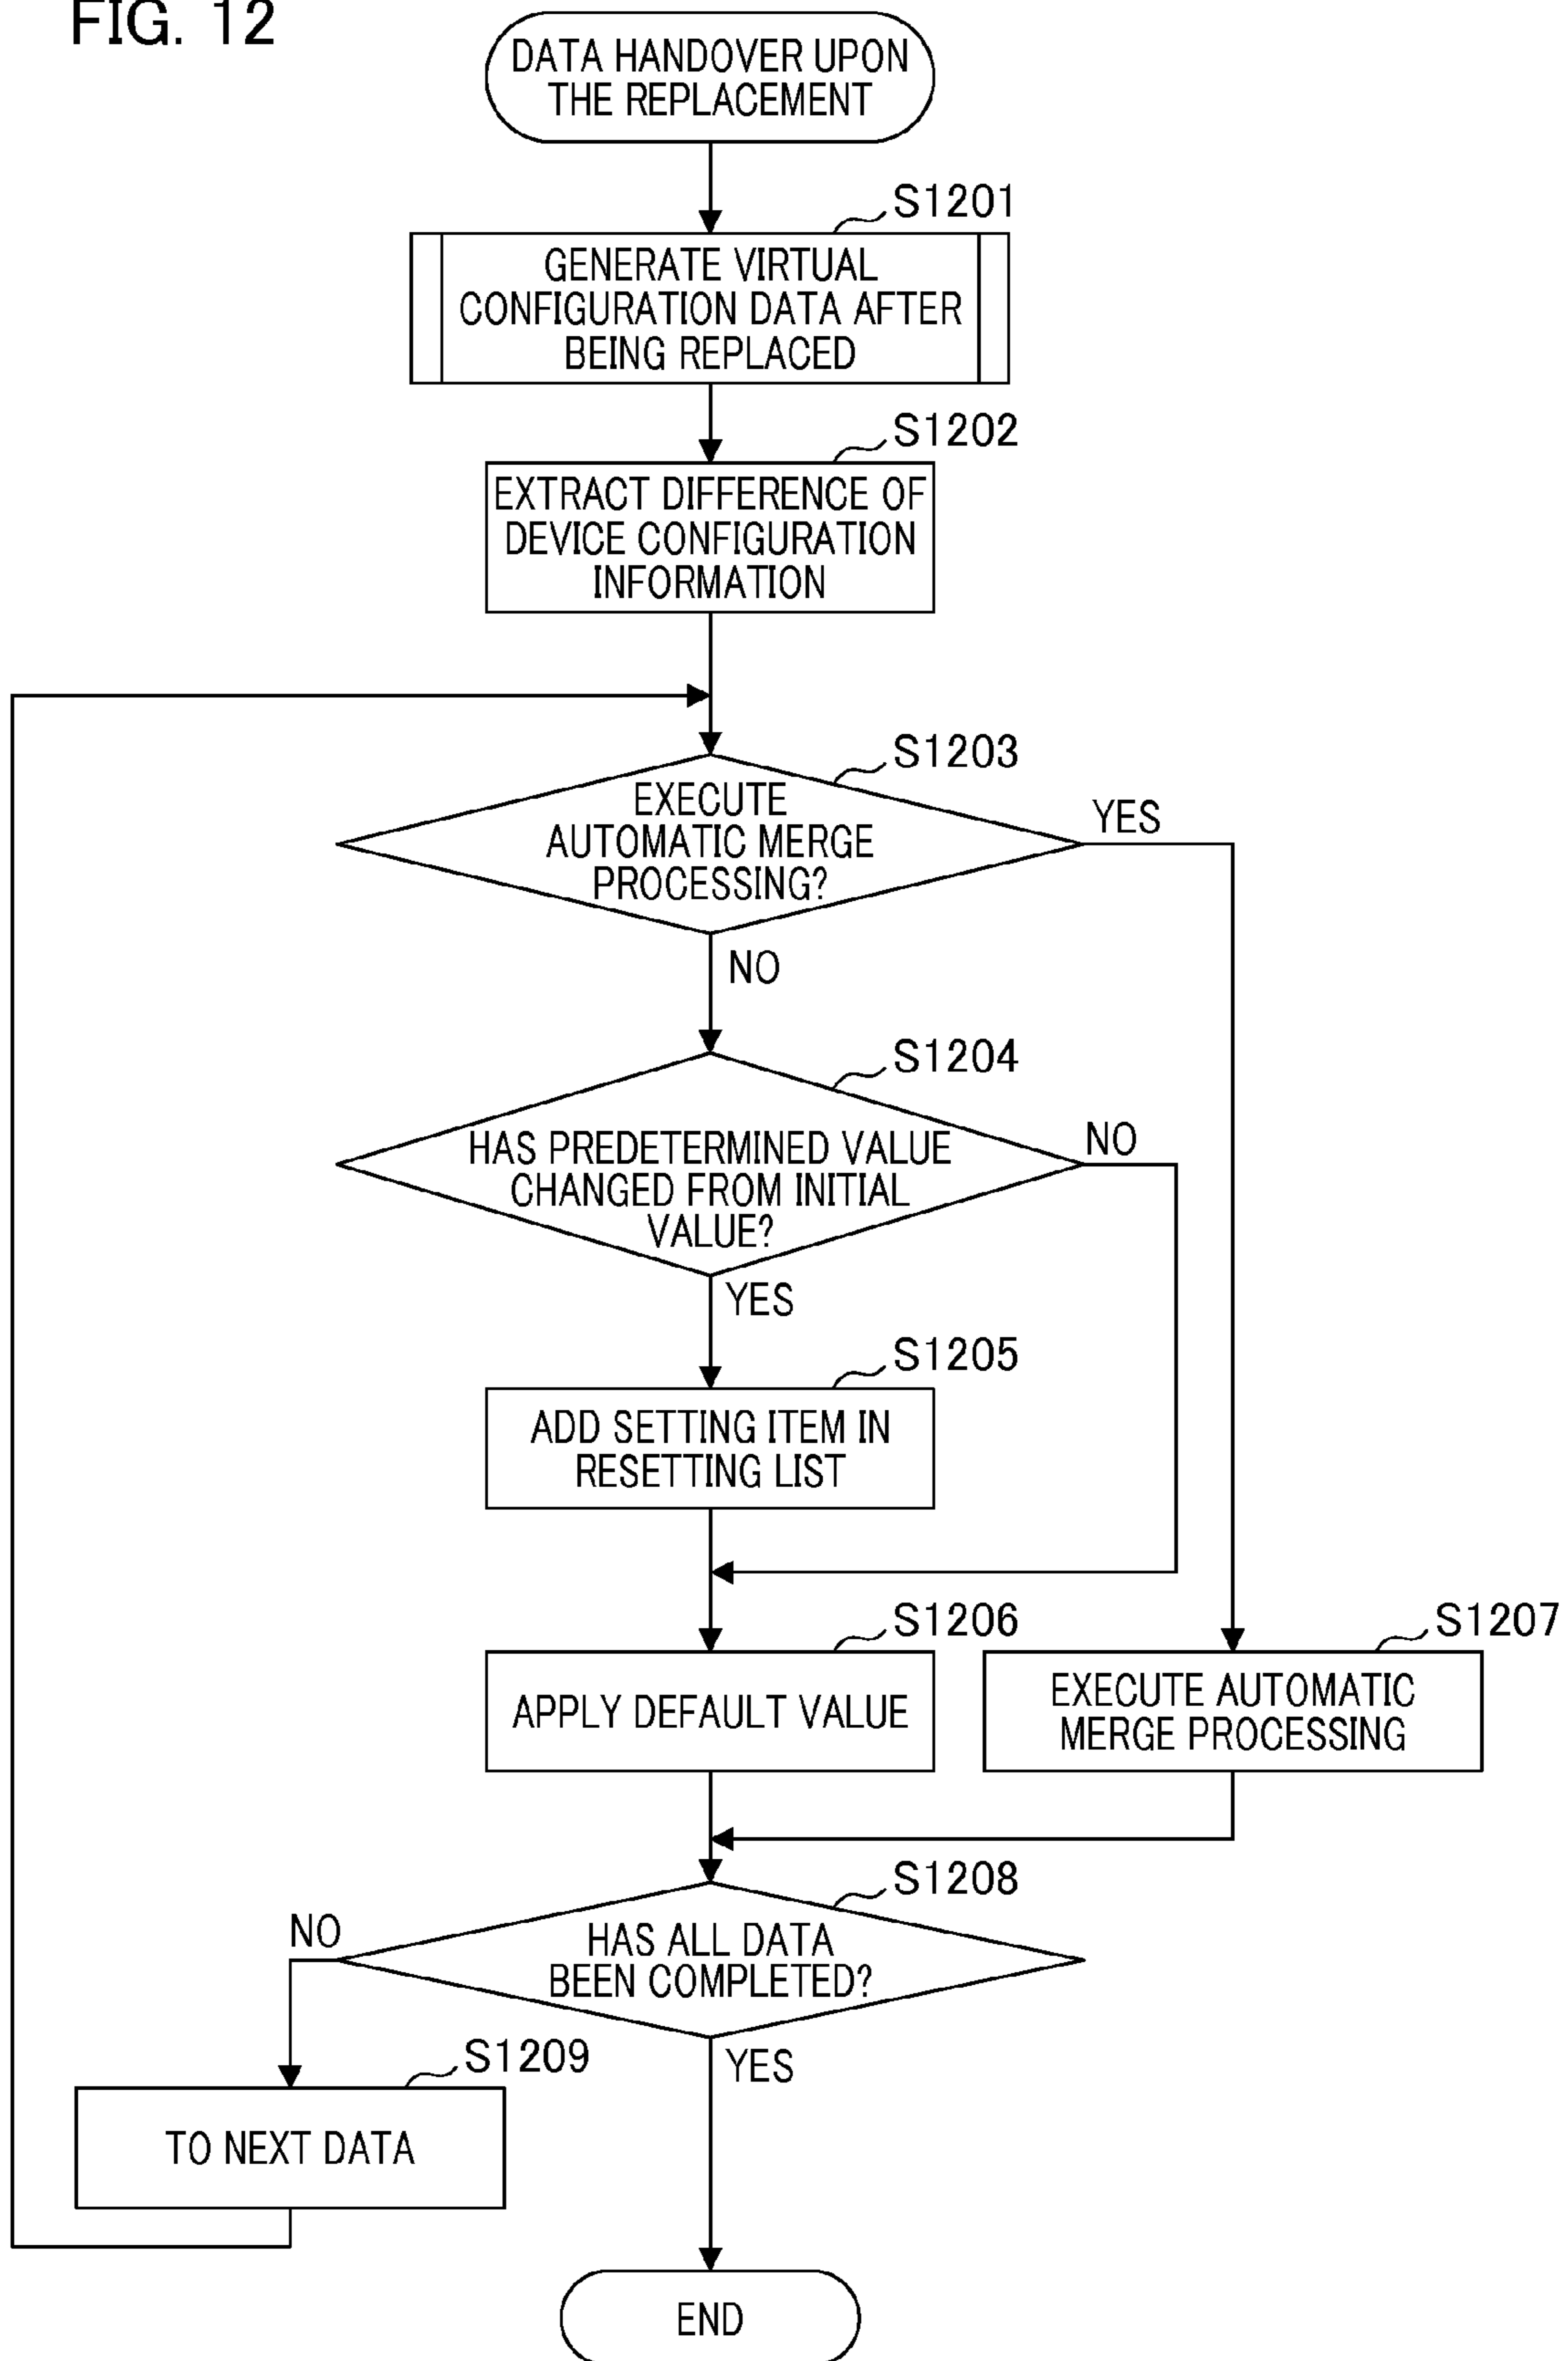 FIG. 12
DATA HANDOVER UPON
THE REPLACEMENT
S1201
GENERATE VIRTUAL
CONFIGURATION DATA AFTER
BEING REPLACED
S1202
EXTRACT DIFFERENCE OF
DEVICE CONFIGURATION
INFORMATION
S1203
EXECUTE
AUTOMATIC MERGE
PROCESSING?
YES
NO
S1204
HAS PREDETERMINED VALUE
CHANGED FROM INITIAL
VALUE?
NO
YES
S1205
ADD SETTING ITEM IN
RESETTING LIST
S1206
APPLY DEFAULT VALUE
S1207
EXECUTE AUTOMATIC
MERGE PROCESSING
S1208
HAS ALL DATA
BEEN COMPLETED?
NO
YES
S1209
TO NEXT DATA
END